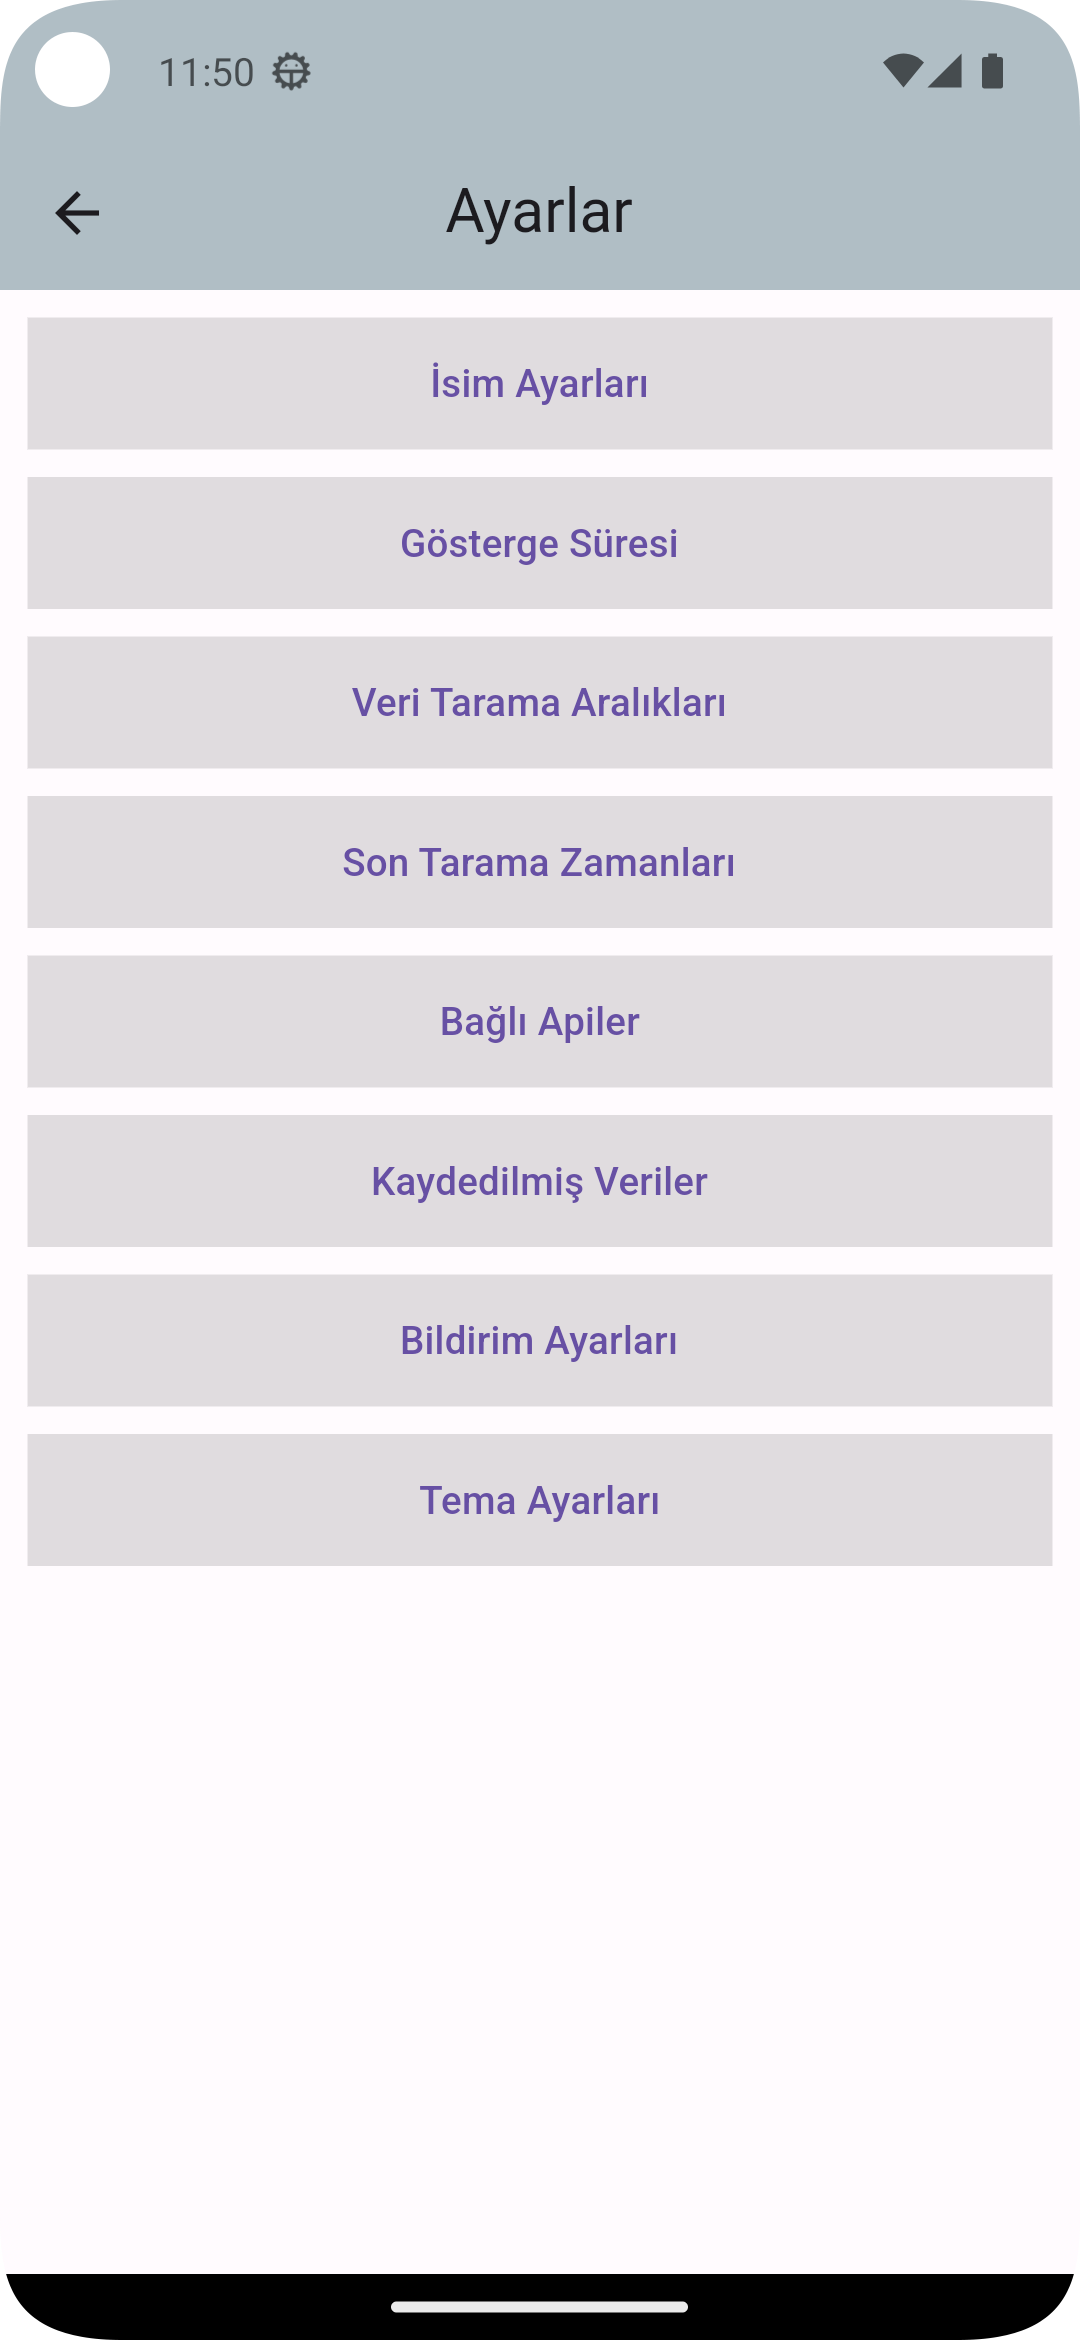 11:50
Ayarlar
İsim Ayarları
Gösterge Süresi
Veri Tarama Aralıkları
Son Tarama Zamanları
Bağlı Apiler
Kaydedilmiş Veriler
Bildirim Ayarları
Tema Ayarları